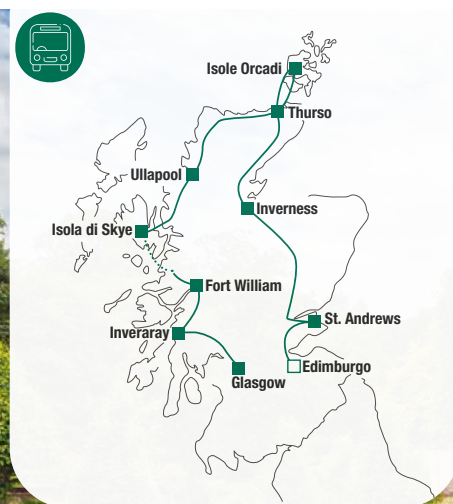 Isole Orcadi
Thurso
Ullapool
Inverness
Isola di Skye
Fort William
St. Andrews
Inveraray
Edimburgo
Glasgow